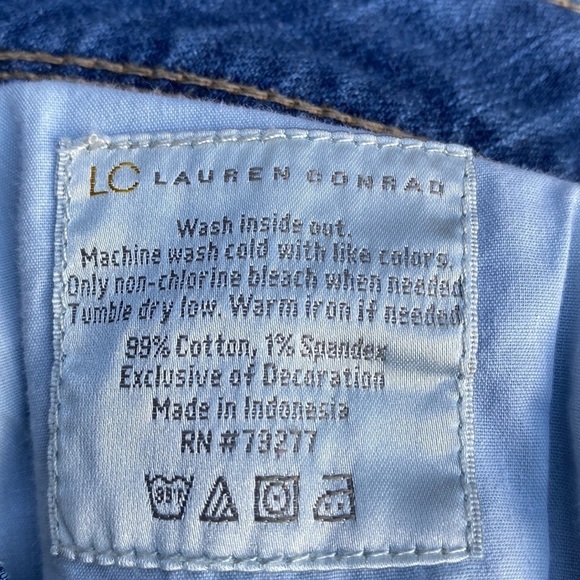 LC LAUREN CONRAD
Wash inside out.
Machine wash cold with like colors.
Only non-chlorine bleach when needed
Tumble dry low. Warm iron if needed
99% Cotton, 1% Spandex
Exclusive of Decoration
Made in Indonesia
RN #73277